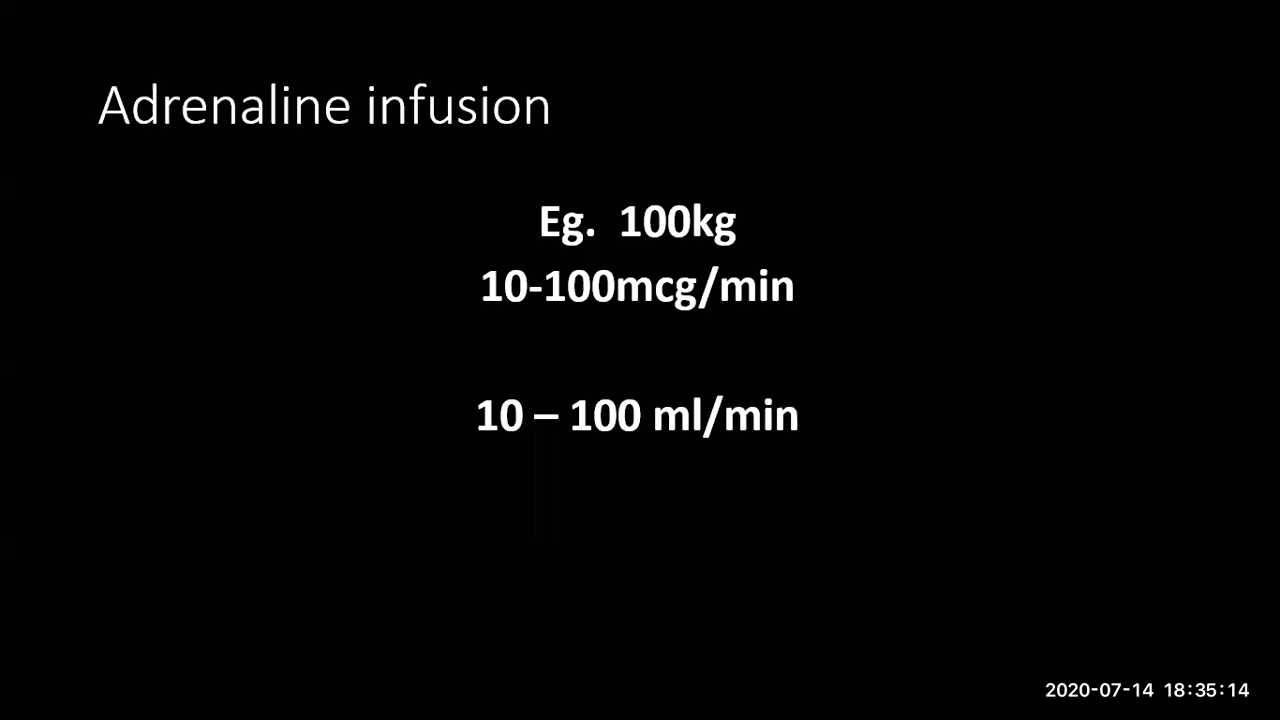 Adrenaline infusion
Eg.  100kg
10-100mcg/min
10 – 100 ml/min
2020-07-14 18:35:14